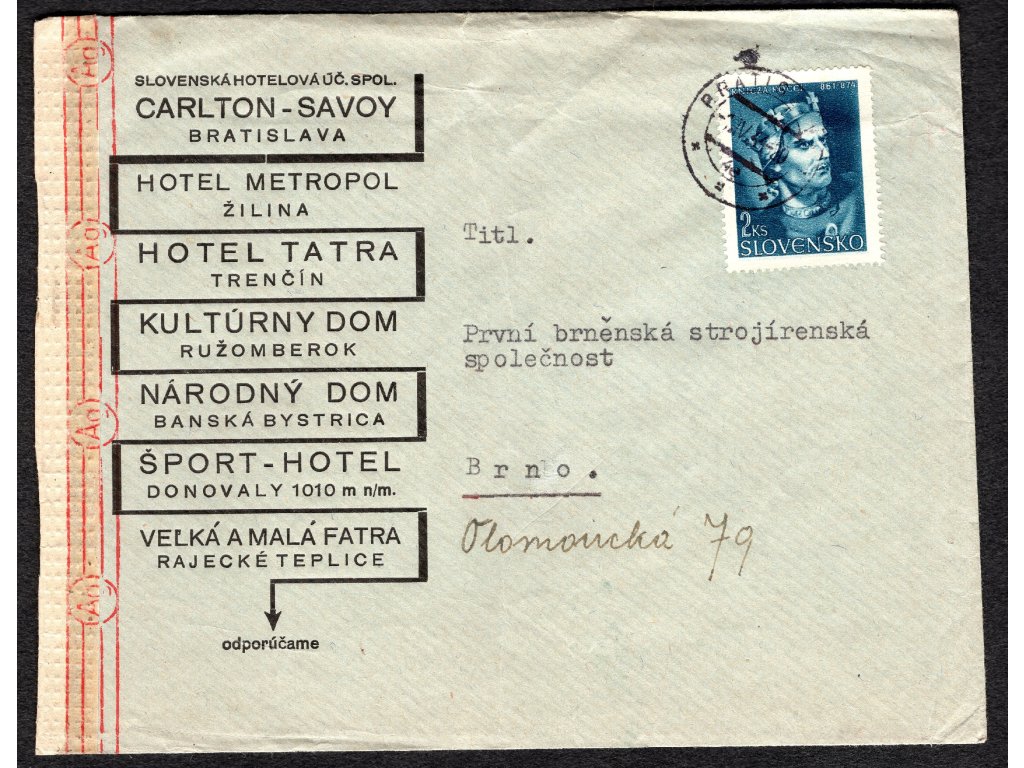 SLOVENSKÁ HOTELOVÁ ÚČ. SPOL.
CARLTON-SAVOY
BRATISLAVA
HOTEL METROPOL
ŽILINA
HOTEL TATRA
TRENČÍN
KULTÚRNY DOM
RUŽOMBEROK
NÁRODNÝ DOM
BANSKÁ BYSTRICA
ŠPORT-HOTEL
DONOVALY 1010 m n/m.
VEĽKÁ A MALÁ FATRA
RAJECKÉ TEPLICE
odporúčame
861-874
2 KS
SLOVENSKO
Titl.
První brněnská strojírenská
společnost
Brno.
Olomoucká 79